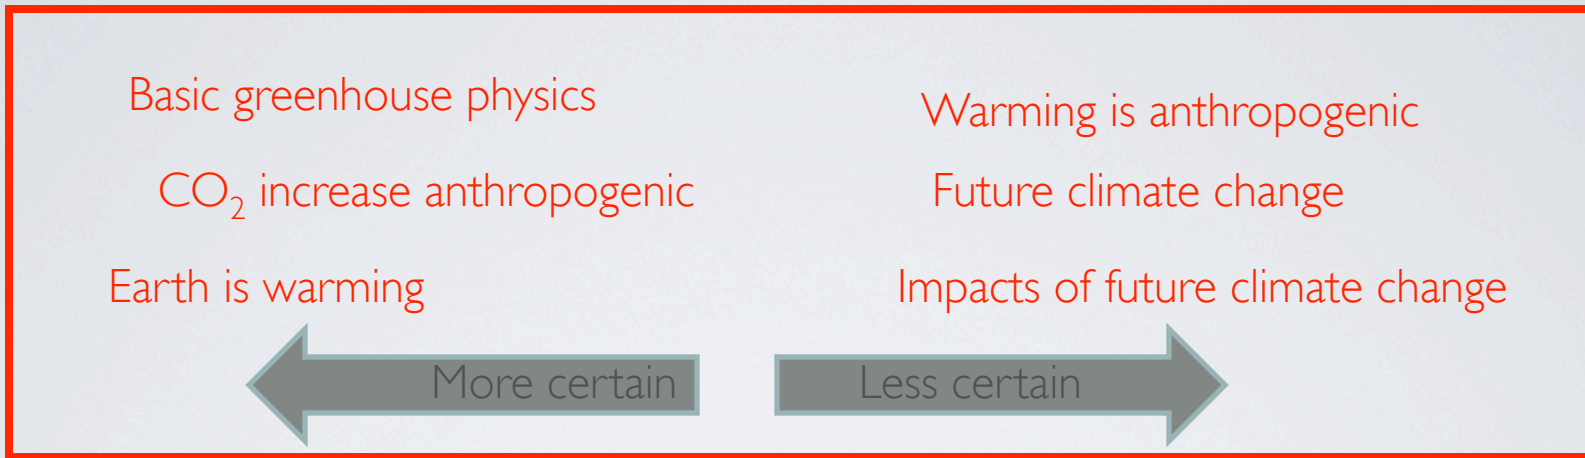 Basic greenhouse physics
CO₂ increase anthropogenic
Earth is warming
Warming is anthropogenic
Future climate change
Impacts of future climate change
More certain
Less certain